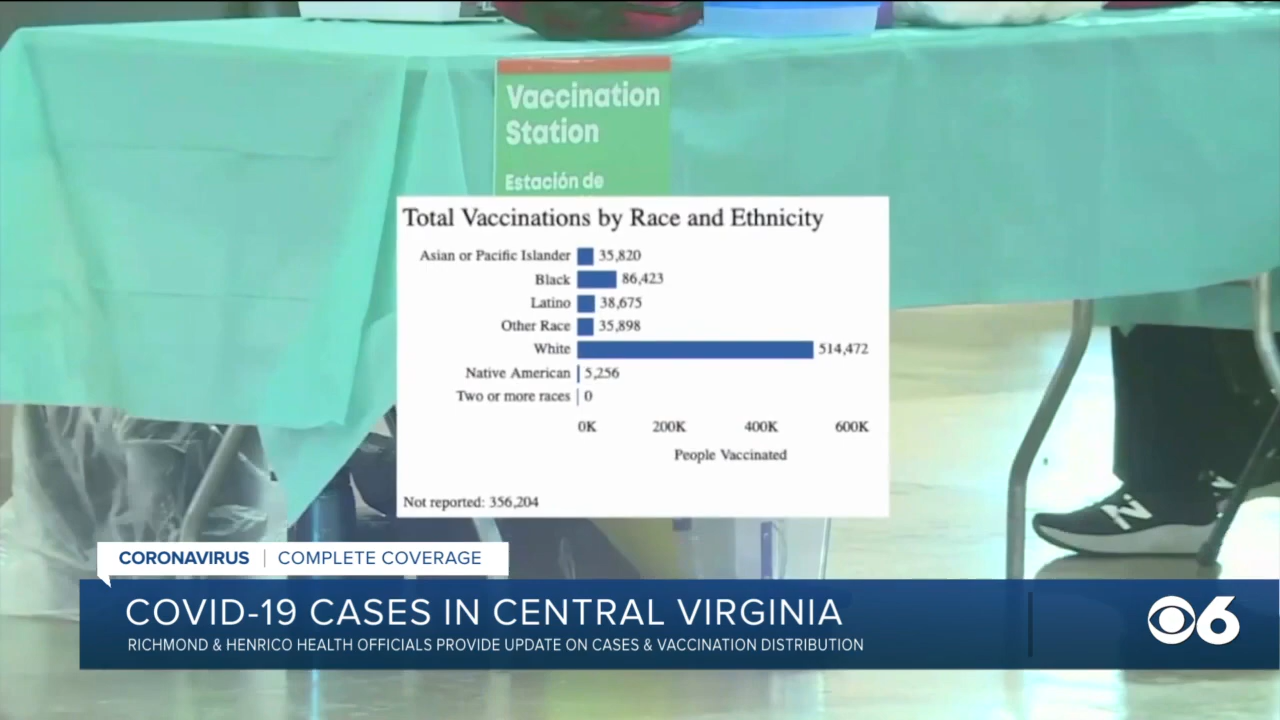 Vaccination
Station
Estación de
Total Vaccinations by Race and Ethnicity
Asian or Pacific Islander 35,820
Black 86,423
Latino 38,675
Other Race 35,898
White 514,472
Native American 5,256
Two or more races 0
0K 200K 400K 600K
People Vaccinated
Not reported: 356,204
CORONAVIRUS | COMPLETE COVERAGE
COVID-19 CASES IN CENTRAL VIRGINIA
RICHMOND & HENRICO HEALTH OFFICIALS PROVIDE UPDATE ON CASES & VACCINATION DISTRIBUTION
6
N